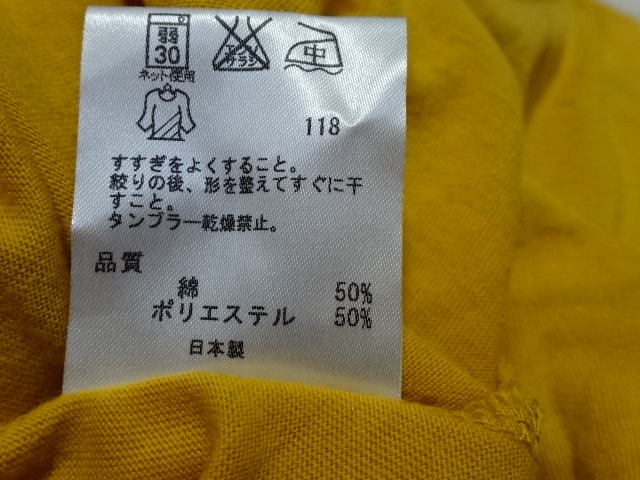 弱
30
エンソ
サラシ
中
ネット使用
118
すすぎをよくすること。
絞りの後、形を整えてすぐに干
すこと。
タンブラー乾燥禁止。
品質
綿 50%
ポリエステル 50%
日本製